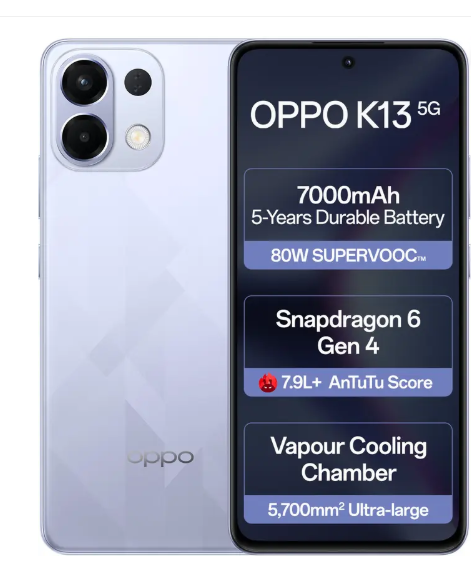 OPPO K13 5G
7000mAh
5-Years Durable Battery
80W SUPERVOOC™
Snapdragon 6
Gen 4
7.9L+ AnTuTu Score
Vapour Cooling
Chamber
5,700mm² Ultra-large
oppo